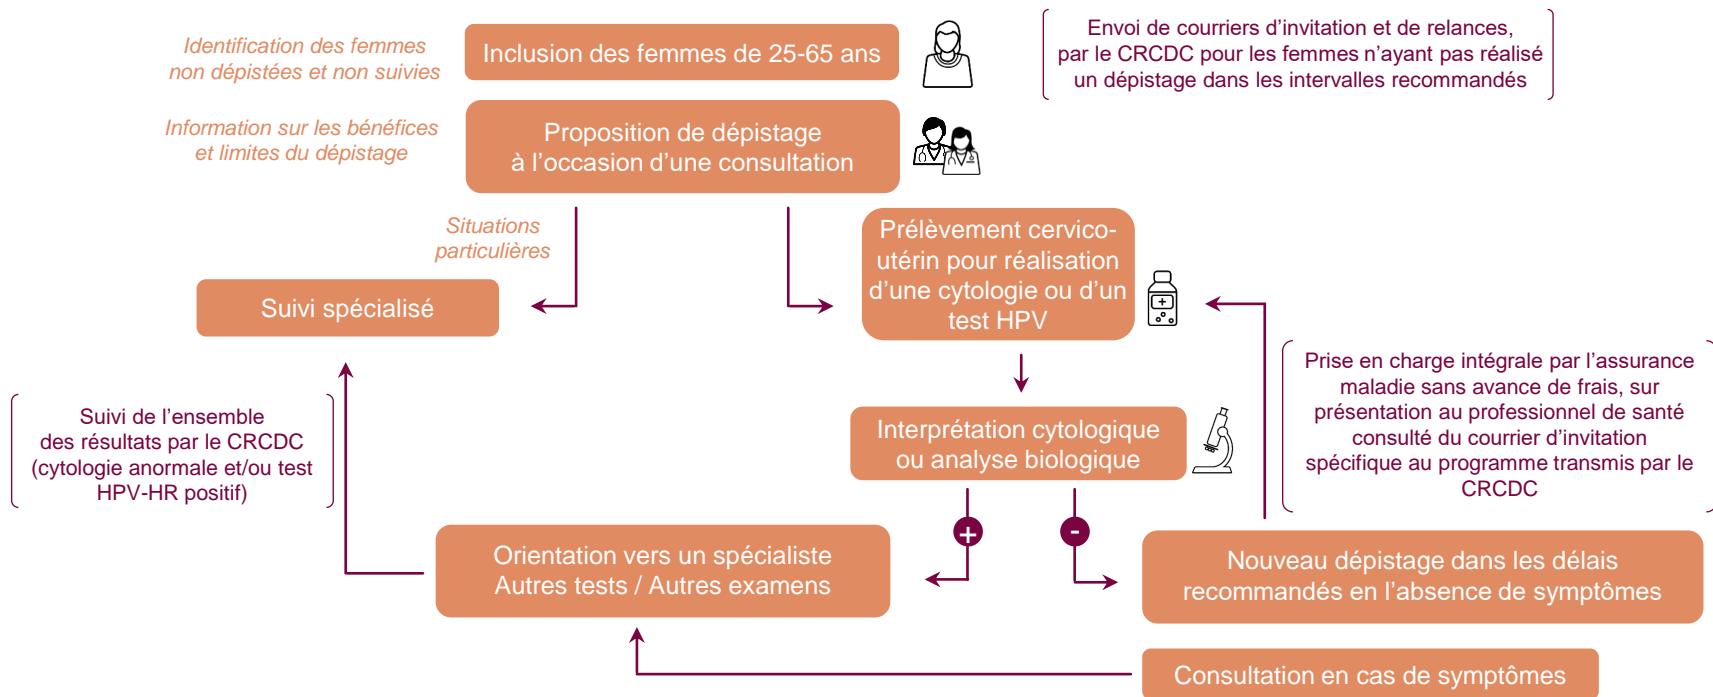 Identification des femmes
non dépistées et non suivies
Inclusion des femmes de 25-65 ans
Envoi de courriers d’invitation et de relances,
par le CRCDC pour les femmes n’ayant pas réalisé
un dépistage dans les intervalles recommandés
Information sur les bénéfices
et limites du dépistage
Proposition de dépistage
à l’occasion d’une consultation
Situations
particulières
Prélèvement cervico-
utérin pour réalisation
d’une cytologie ou d’un
test HPV
Suivi spécialisé
Prise en charge intégrale par l’assurance
maladie sans avance de frais, sur
présentation au professionnel de santé
consulté du courrier d’invitation
spécifique au programme transmis par le
CRCDC
Suivi de l’ensemble
des résultats par le CRCDC
(cytologie anormale et/ou test
HPV-HR positif)
Interprétation cytologique
ou analyse biologique
+
-
Orientation vers un spécialiste
Autres tests / Autres examens
Nouveau dépistage dans les délais
recommandés en l’absence de symptômes
Consultation en cas de symptômes